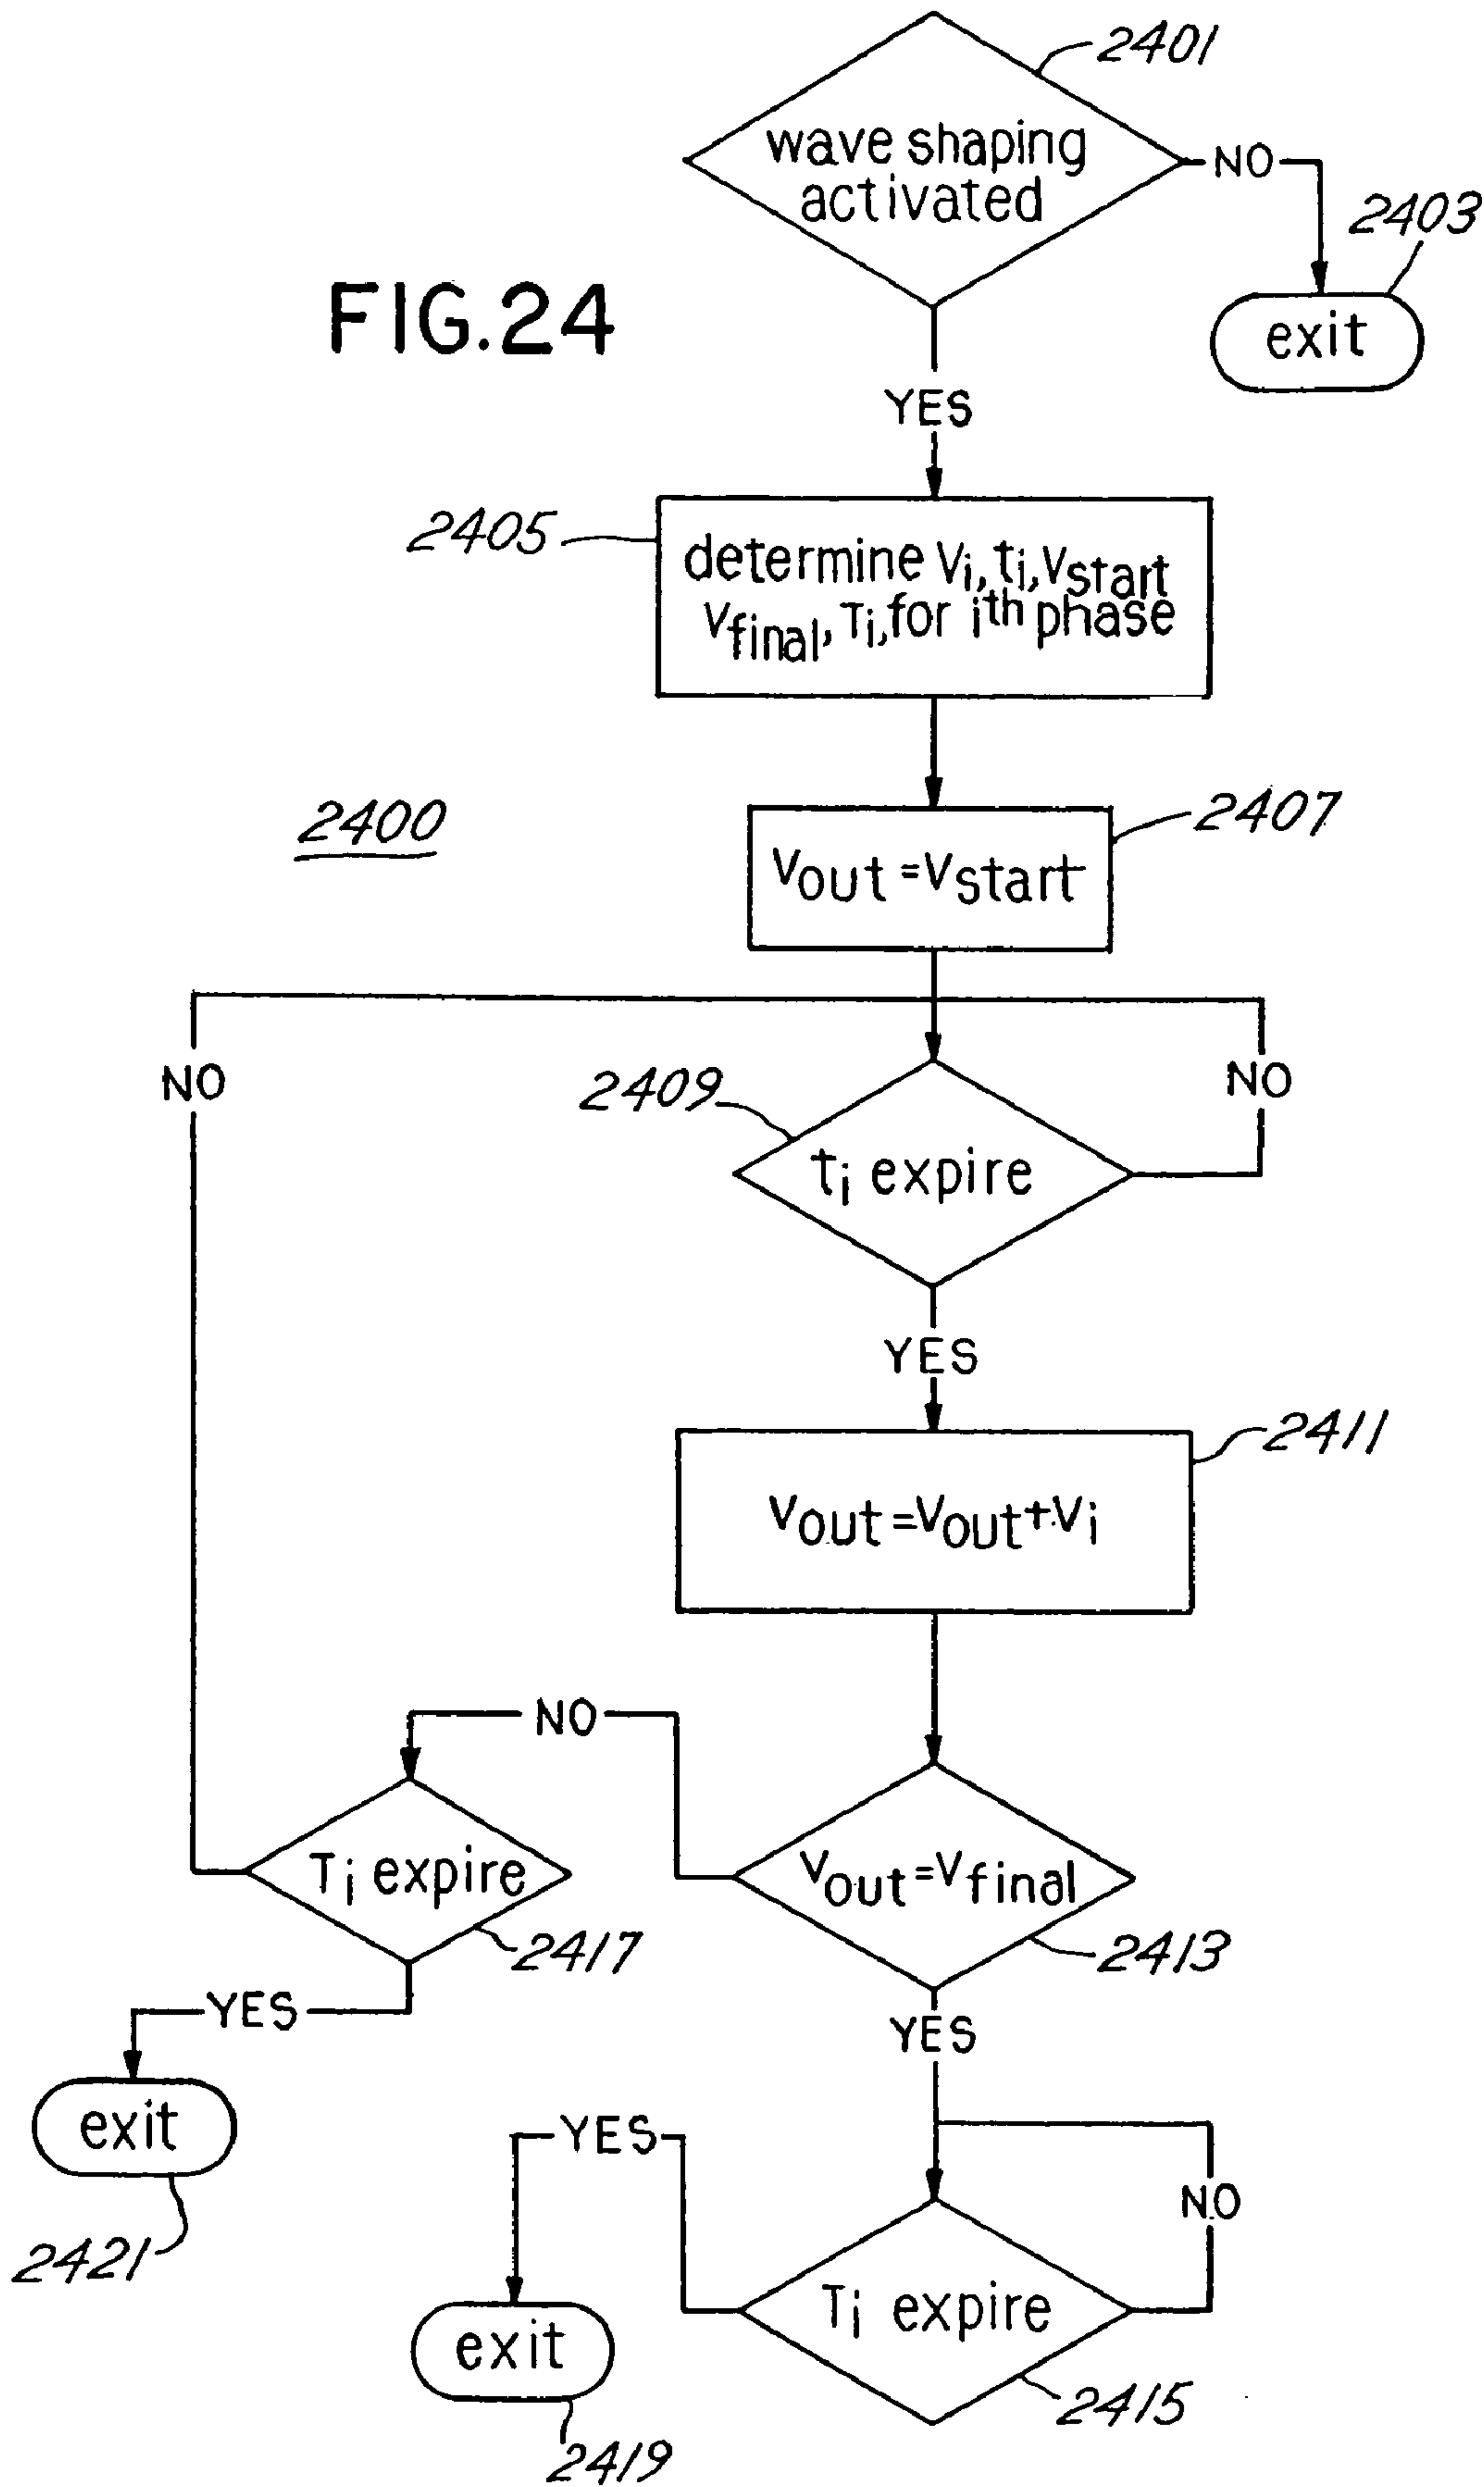 2401
wave shaping
activated
NO
2403
exit
FIG.24
YES
2405
determine Vi, ti, Vstart
Vfinal, Ti, for ith phase
2400
2407
Vout = Vstart
NO
NO
2409
ti expire
YES
2411
Vout = Vout + Vi
NO
Ti expire
Vout = Vfinal
2417
2413
YES
YES
exit
YES
NO
2421
Ti expire
exit
2415
2419